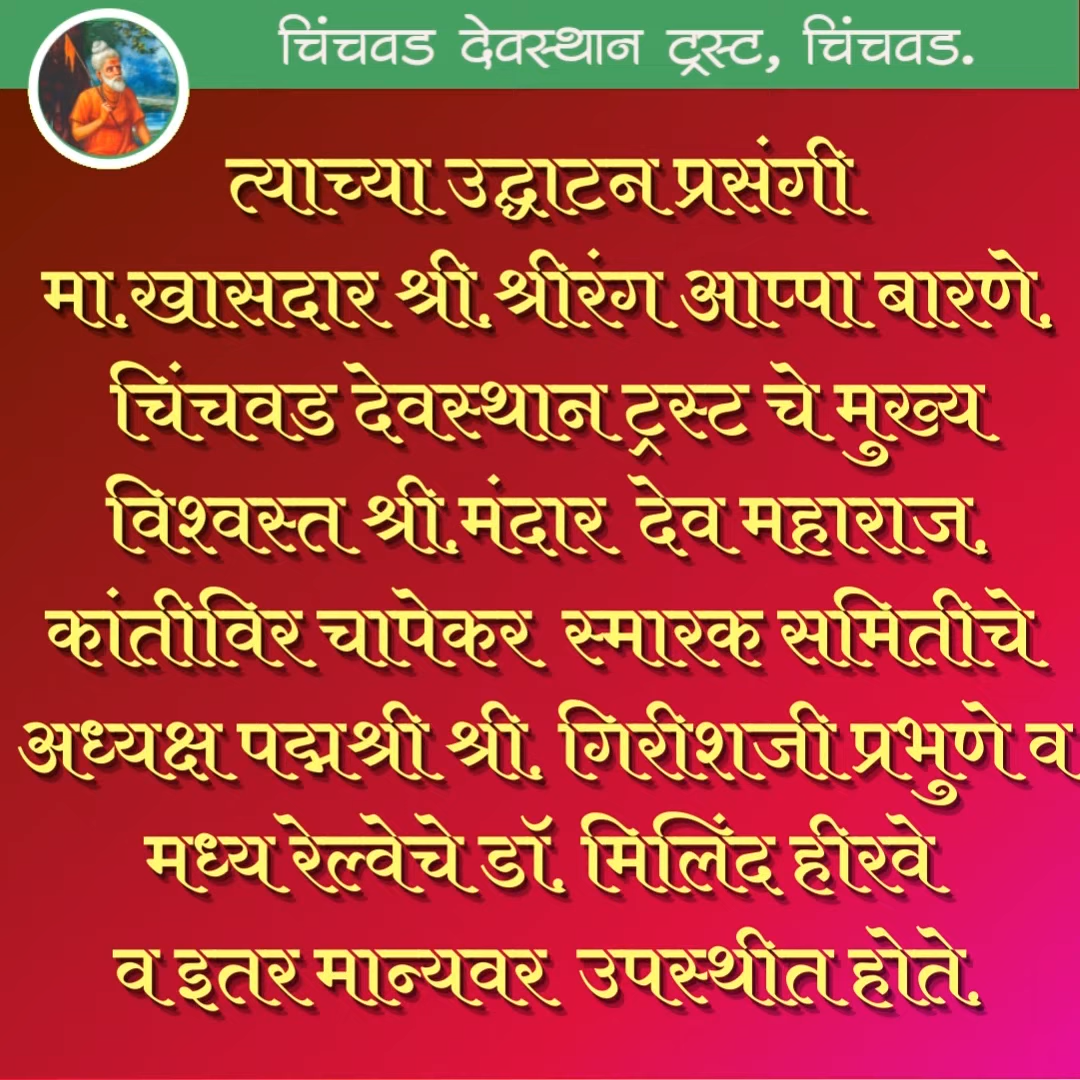 चिंचवड देवस्थान ट्रस्ट, चिंचवड.
त्याच्या उद्घाटन प्रसंगी
मा.खासदार श्री.श्रीरंग आप्पा बारणे.
चिंचवड देवस्थान ट्रस्ट चे मुख्य
विश्वस्त श्री.मंदार देव महाराज.
कांतीविर चापेकर स्मारक समितीचे
अध्यक्ष पद्मश्री श्री. गिरीशजी प्रभुणे व
मध्य रेल्वेचे डॉ. मिलिंद हीरवे
व इतर मान्यवर उपस्थीत होते.